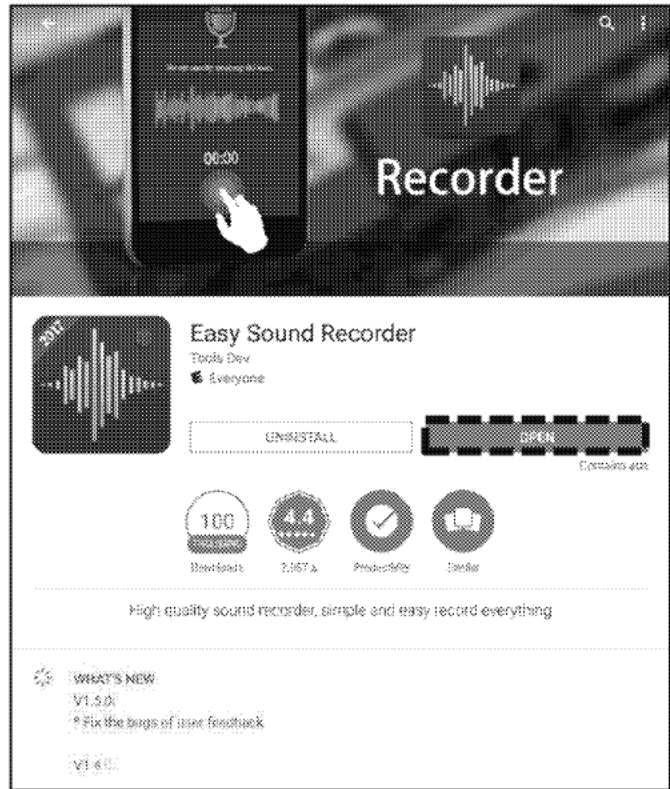 00:00
Recorder
2017
Easy Sound Recorder
Tools Dev
Everyone
UNINSTALL
OPEN
Contains ads
100
4.4
Downloads
Productivity
Similar
High quality sound recorder, simple and easy record everything
WHAT'S NEW
V1.5.0:
* Fix the bugs of user feedback